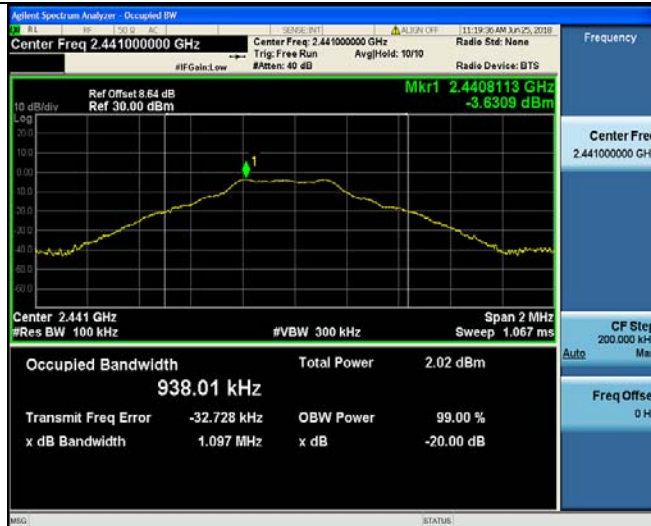 Agilent Spectrum Analyzer - Occupied BW
RL RF 50 Ω AC SENSE:INT ALIGN OFF 11:19:36 AM Jun 25, 2018
Center Freq 2.441000000 GHz
Center Freq: 2.441000000 GHz Radio Std: None
Trig: Free Run Avg|Hold: 10/10
#IFGain:Low #Atten: 40 dB Radio Device: BTS
Ref Offset 8.64 dB Mkr1 2.4408113 GHz
10 dB/div Ref 30.00 dBm -3.6309 dBm
Log
20.0
10.0
0.00
1
10.0
20.0
30.0
40.0
50.0
60.0
Center 2.441 GHz Span 2 MHz
#Res BW 100 kHz #VBW 300 kHz Sweep 1.067 ms
Occupied Bandwidth Total Power 2.02 dBm
938.01 kHz
Transmit Freq Error -32.728 kHz OBW Power 99.00 %
x dB Bandwidth 1.097 MHz x dB -20.00 dB
MSG STATUS
Frequency
Center Fre
2.441000000 GH
CF Step
200.000 kH
Auto Ma
Freq Offse
0 H